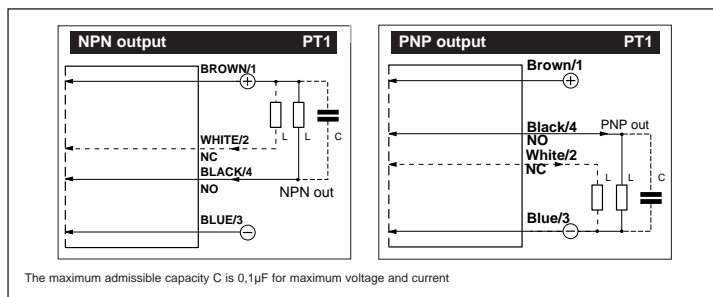 NPN output PT1
BROWN/1
+
L L C
WHITE/2
NC
BLACK/4
NO
NPN out
BLUE/3
−
PNP output PT1
Brown/1
+
Black/4 PNP out
NO
White/2
NC
L L C
Blue/3
−
The maximum admissible capacity C is 0,1µF for maximum voltage and current